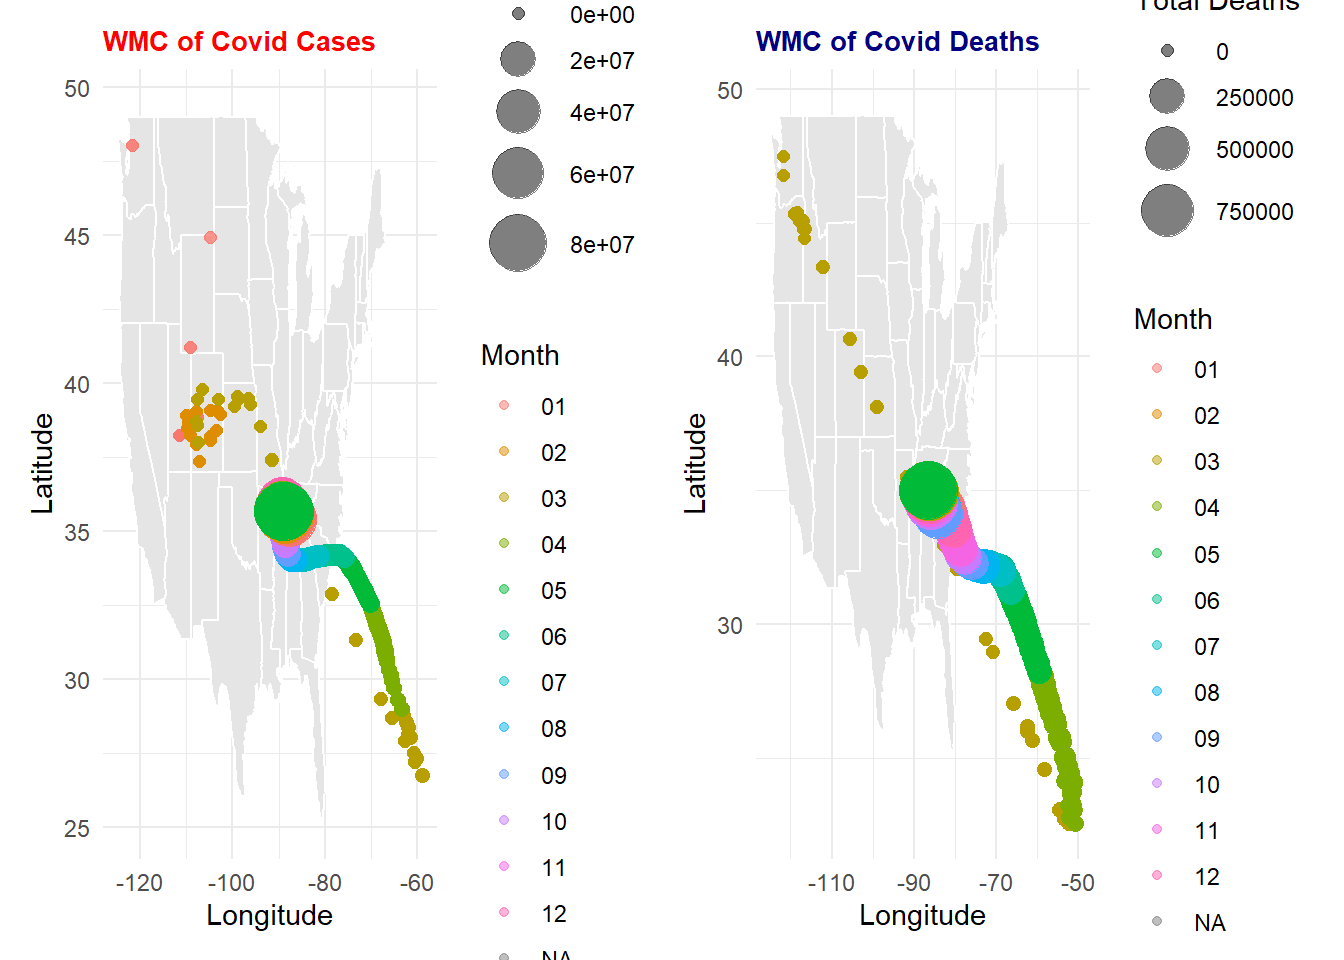 WMC of Covid Cases
50
45
40
35
30
25
-120 -100 -80 -60
Longitude
Latitude
0e+00
2e+07
4e+07
6e+07
8e+07
Month
01
02
03
04
05
06
07
08
09
10
11
12
NA
WMC of Covid Deaths
50
40
30
-110 -90 -70 -50
Longitude
Latitude
Total Deaths
0
250000
500000
750000
Month
01
02
03
04
05
06
07
08
09
10
11
12
NA